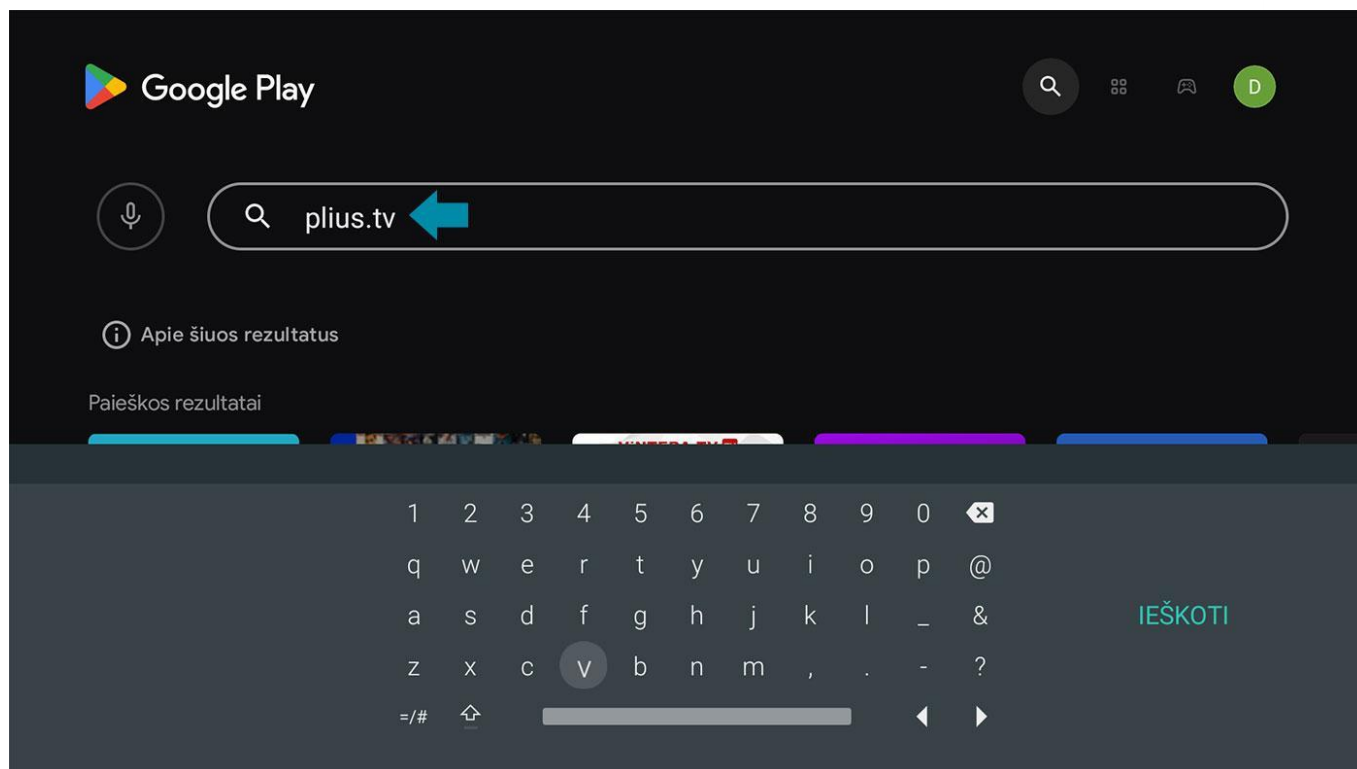 Google Play
D
plius.tv
Apie šiuos rezultatus
Paieškos rezultatai
1 2 3 4 5 6 7 8 9 0
q w e r t y u i o p @
a s d f g h j k l _ &
IEŠKOTI
z x c v b n m , . - ?
=/#